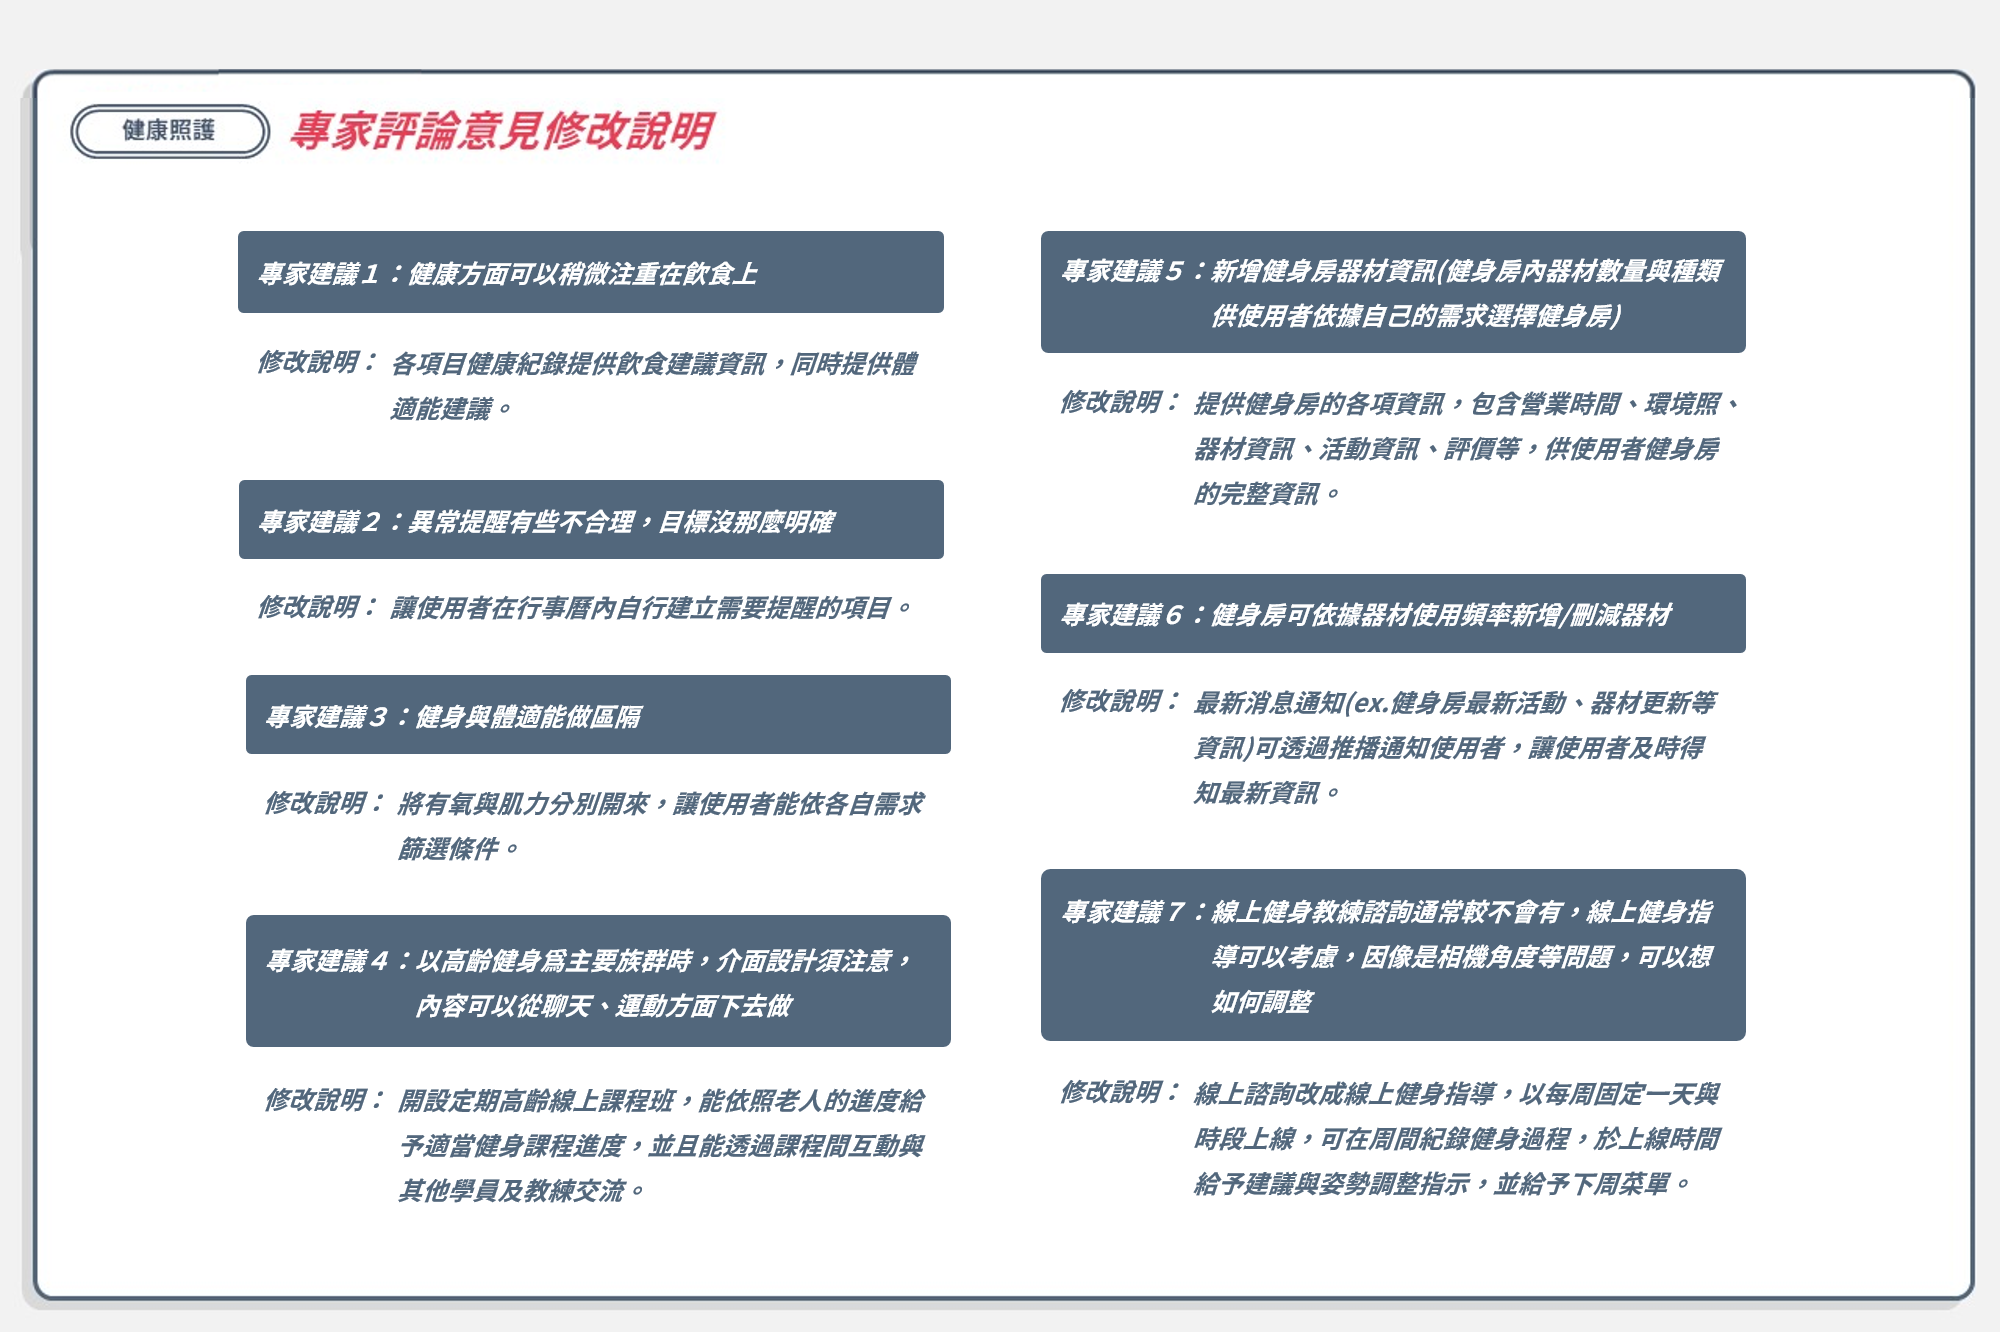 健康照護
專家評論意見修改說明
專家建議1：健康方面可以稍微注重在飲食上
修改說明：各項目健康紀錄提供飲食建議資訊，同時提供體
適能建議。
專家建議2：異常提醒有些不合理，目標沒那麼明確
修改說明：讓使用者在行事曆內自行建立需要提醒的項目。
專家建議3：健身與體適能做區隔
修改說明：將有氧與肌力分別開來，讓使用者能依各自需求
篩選條件。
專家建議4：以高齡健身為主要族群時，介面設計須注意，
內容可以從聊天、運動方面下去做
修改說明：開設定期高齡線上課程班，能依照老人的進度給
予適當健身課程進度，並且能透過課程間互動與
其他學員及教練交流。
專家建議5：新增健身房器材資訊(健身房內器材數量與種類
供使用者依據自己的需求選擇健身房)
修改說明：提供健身房的各項資訊，包含營業時間、環境照、
器材資訊、活動資訊、評價等，供使用者健身房
的完整資訊。
專家建議6：健身房可依據器材使用頻率新增/刪減器材
修改說明：最新消息通知(ex.健身房最新活動、器材更新等
資訊)可透過推播通知使用者，讓使用者及時得
知最新資訊。
專家建議7：線上健身教練諮詢通常較不會有，線上健身指
導可以考慮，因像是相機角度等問題，可以想
如何調整
修改說明：線上諮詢改成線上健身指導，以每周固定一天與
時段上線，可在周間紀錄健身過程，於上線時間
給予建議與姿勢調整指示，並給予下周菜單。